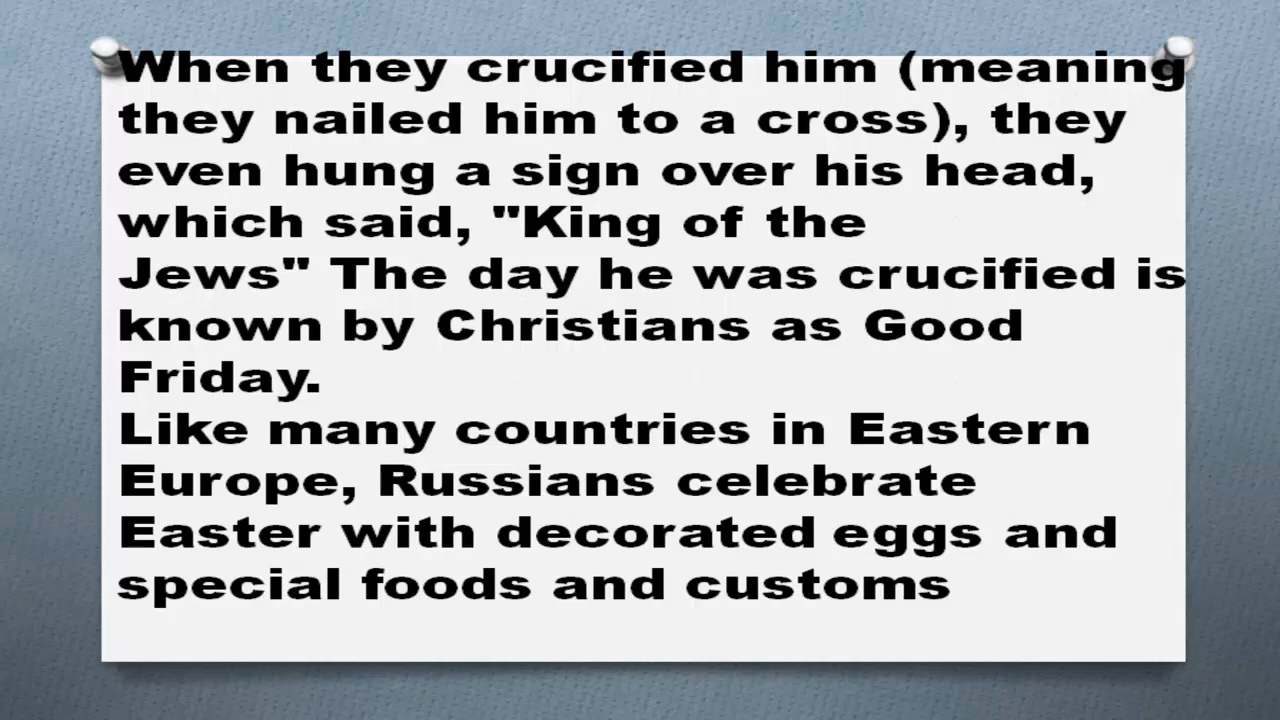 When they crucified him (meaning
they nailed him to a cross), they
even hung a sign over his head,
which said, "King of the
Jews" The day he was crucified is
known by Christians as Good
Friday.
Like many countries in Eastern
Europe, Russians celebrate
Easter with decorated eggs and
special foods and customs